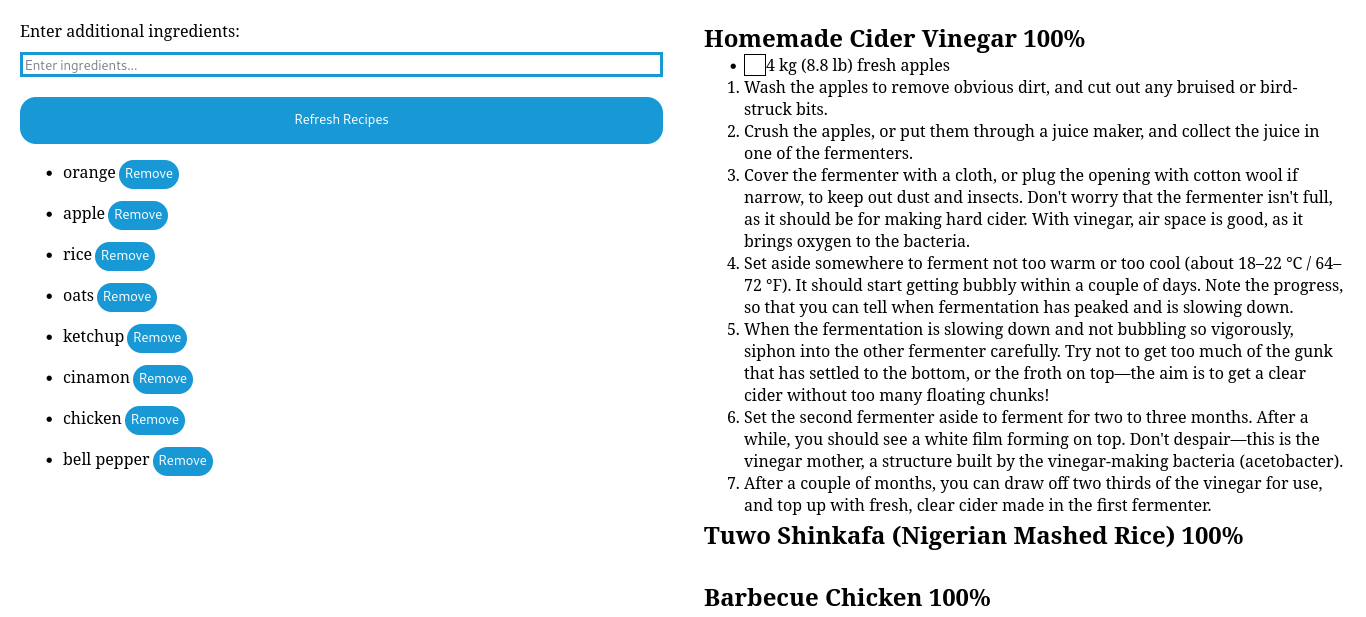 Enter additional ingredients:
Enter ingredients...
Refresh Recipes
orange Remove
apple Remove
rice Remove
oats Remove
ketchup Remove
cinamon Remove
chicken Remove
bell pepper Remove
Homemade Cider Vinegar 100%
4 kg (8.8 lb) fresh apples
1. Wash the apples to remove obvious dirt, and cut out any bruised or bird-
struck bits.
2. Crush the apples, or put them through a juice maker, and collect the juice in
one of the fermenters.
3. Cover the fermenter with a cloth, or plug the opening with cotton wool if
narrow, to keep out dust and insects. Don't worry that the fermenter isn't full,
as it should be for making hard cider. With vinegar, air space is good, as it
brings oxygen to the bacteria.
4. Set aside somewhere to ferment not too warm or too cool (about 18–22 °C / 64–
72 °F). It should start getting bubbly within a couple of days. Note the progress,
so that you can tell when fermentation has peaked and is slowing down.
5. When the fermentation is slowing down and not bubbling so vigorously,
siphon into the other fermenter carefully. Try not to get too much of the gunk
that has settled to the bottom, or the froth on top—the aim is to get a clear
cider without too many floating chunks!
6. Set the second fermenter aside to ferment for two to three months. After a
while, you should see a white film forming on top. Don't despair—this is the
vinegar mother, a structure built by the vinegar-making bacteria (acetobacter).
7. After a couple of months, you can draw off two thirds of the vinegar for use,
and top up with fresh, clear cider made in the first fermenter.
Tuwo Shinkafa (Nigerian Mashed Rice) 100%
Barbecue Chicken 100%